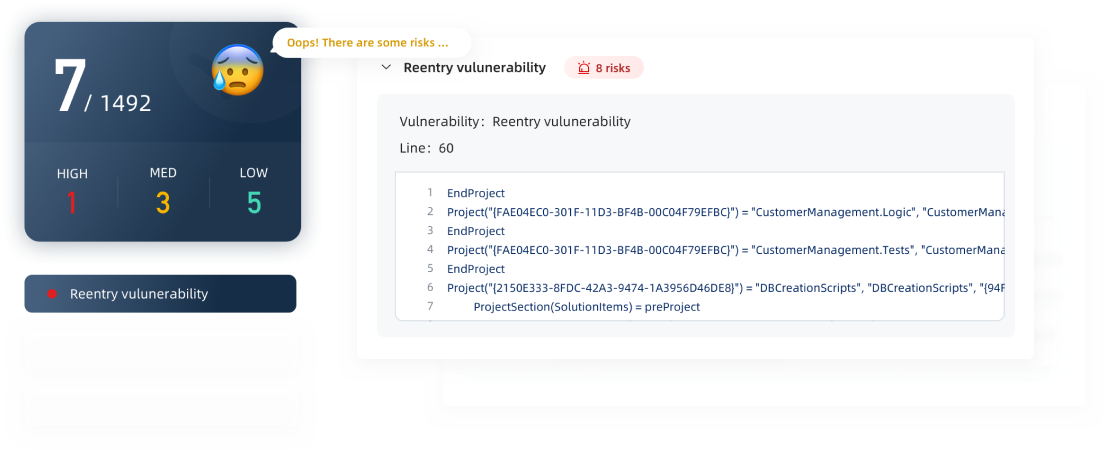 Oops! There are some risks ...
7/ 1492
HIGH MED LOW
1 3 5
Reentry vulunerability
Reentry vulunerability 8 risks
Vulnerability: Reentry vulunerability
Line: 60
1 EndProject
2 Project("{FAE04EC0-301F-11D3-BF4B-00C04F79EFBC}") = "CustomerManagement.Logic", "CustomerMana
3 EndProject
4 Project("{FAE04EC0-301F-11D3-BF4B-00C04F79EFBC}") = "CustomerManagement.Tests", "CustomerMana
5 EndProject
6 Project("{2150E333-8FDC-42A3-9474-1A3956D46DE8}") = "DBCreationScripts", "DBCreationScripts", "{94F
7 ProjectSection(SolutionItems) = preProject